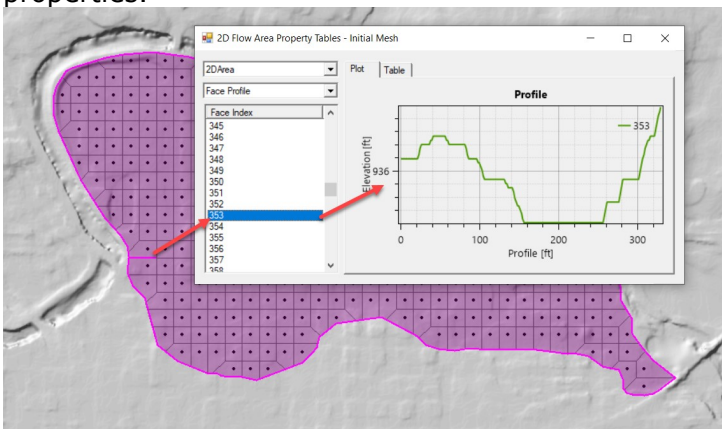 properties.
2D Flow Area Property Tables - Initial Mesh
2DArea
Face Profile
Face Index
345
346
347
348
349
350
351
352
353
354
355
356
357
358
Plot
Table
Profile
353
Elevation [ft]
936
0 100 200 300
Profile [ft]